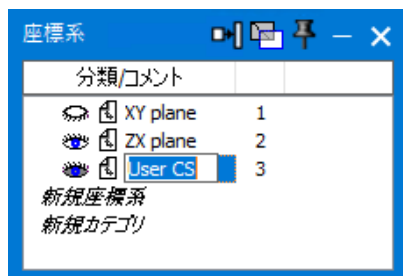 座標系
分類/コメント
XY plane 1
ZX plane 2
User CS 3
新規座標系
新規カテゴリ